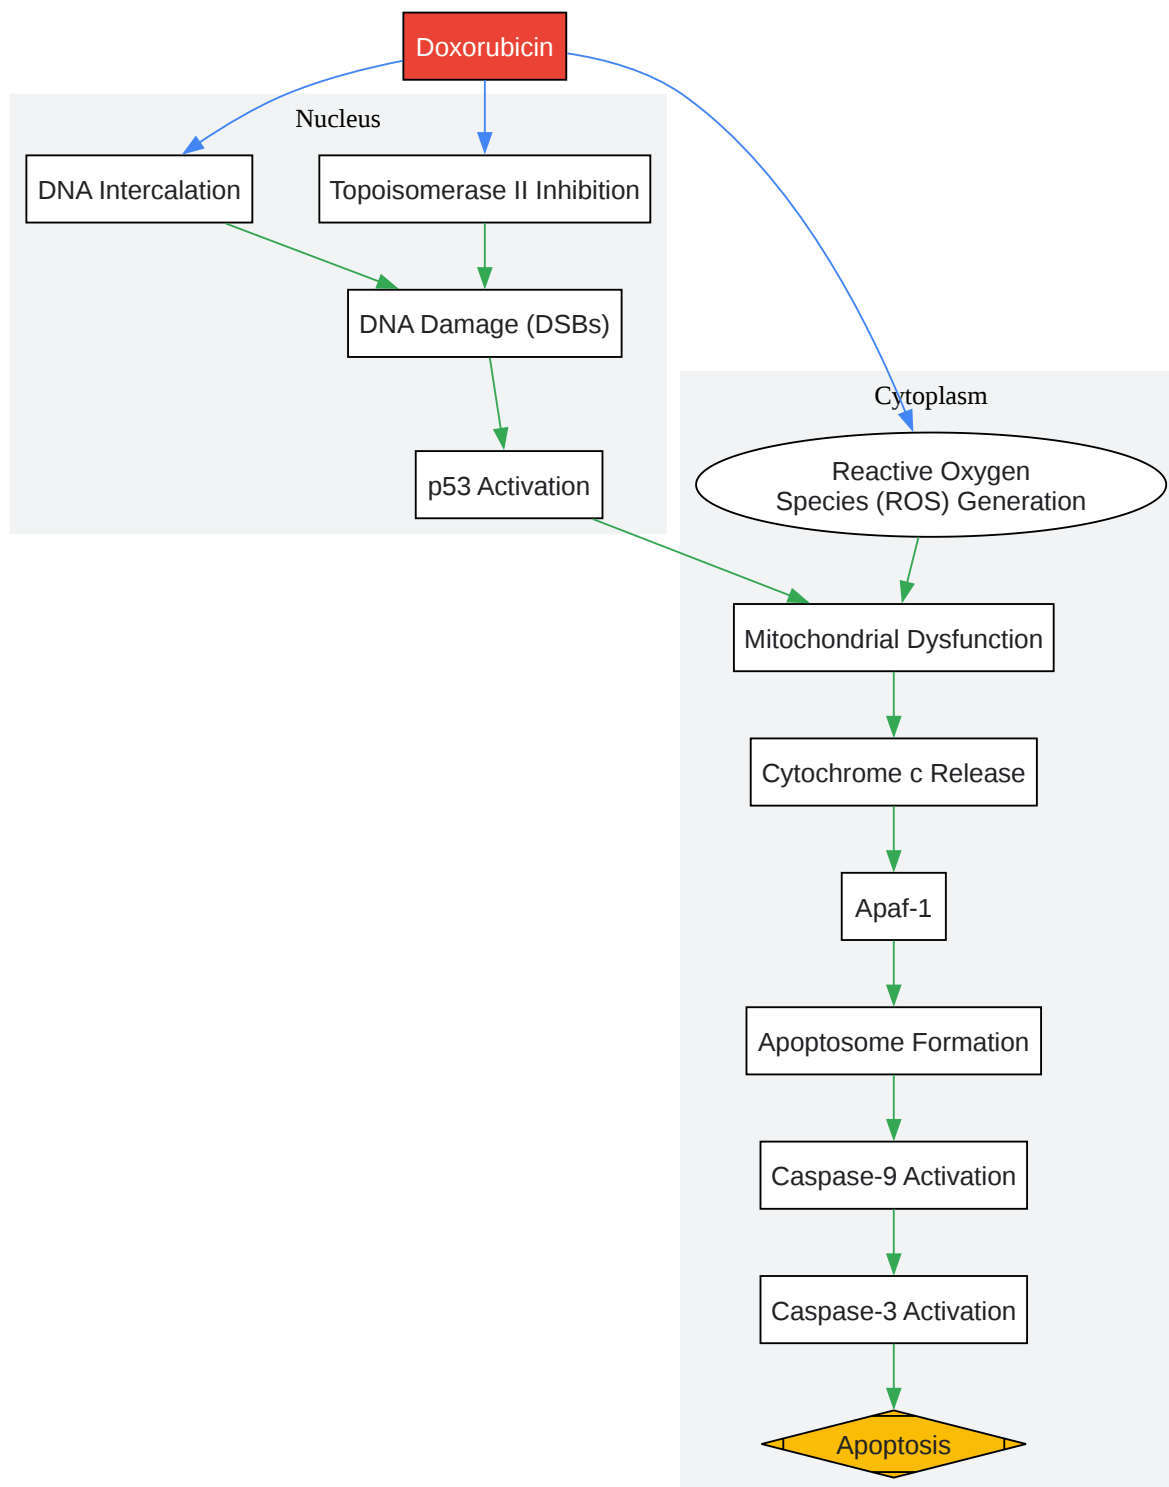 Doxorubicin
Nucleus
DNA Intercalation
Topoisomerase II Inhibition
DNA Damage (DSBs)
p53 Activation
Cytoplasm
Reactive Oxygen
Species (ROS) Generation
Mitochondrial Dysfunction
Cytochrome c Release
Apaf-1
Apoptosome Formation
Caspase-9 Activation
Caspase-3 Activation
Apoptosis